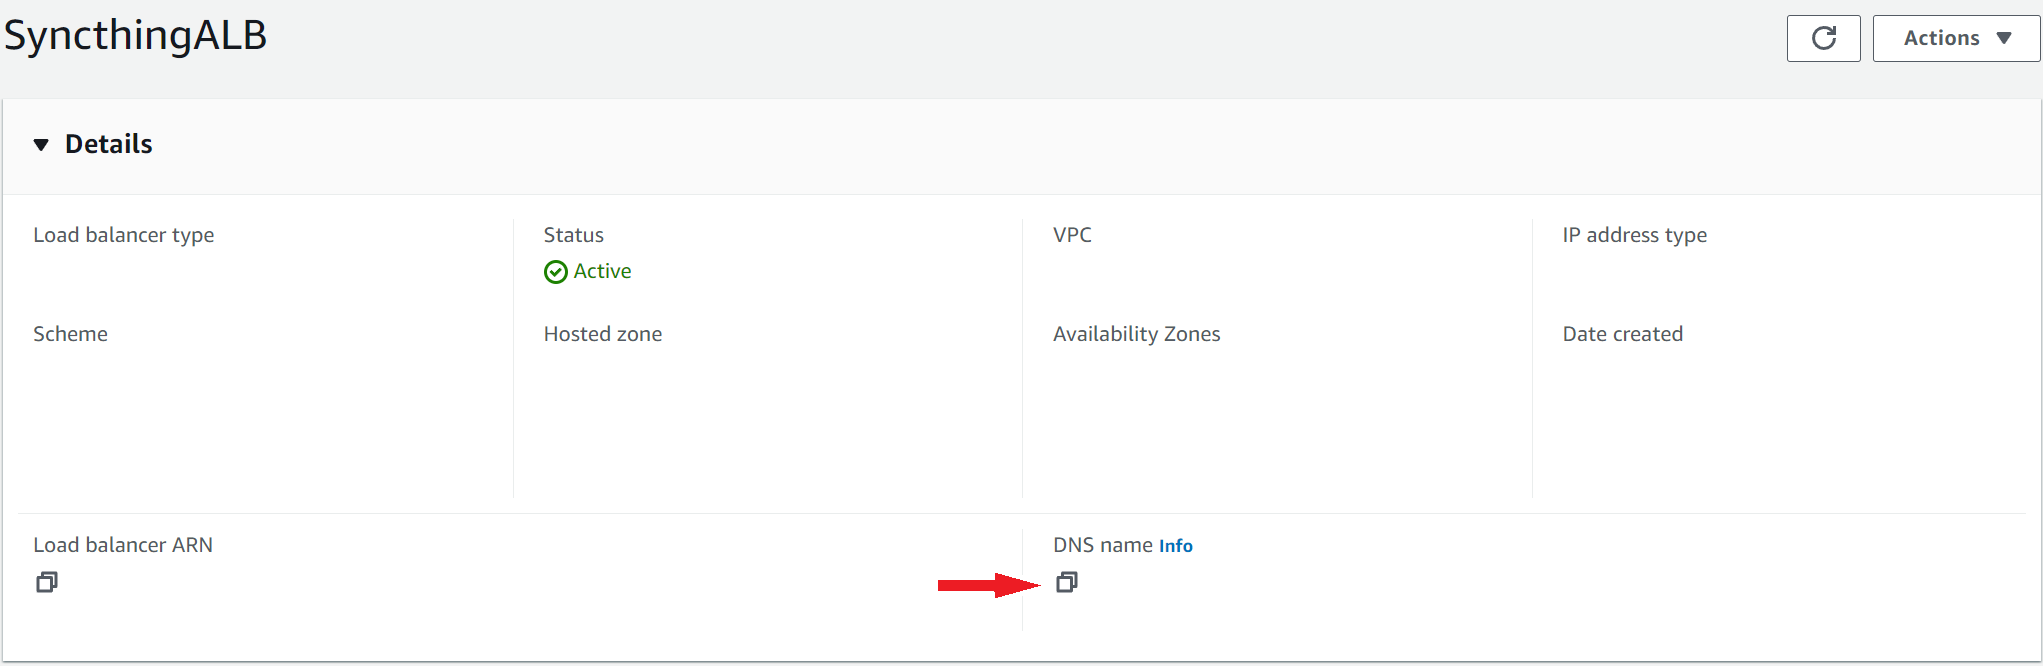 SyncthingALB
Actions
Details
Load balancer type
Status
Active
VPC
IP address type
Scheme
Hosted zone
Availability Zones
Date created
Load balancer ARN
DNS name Info